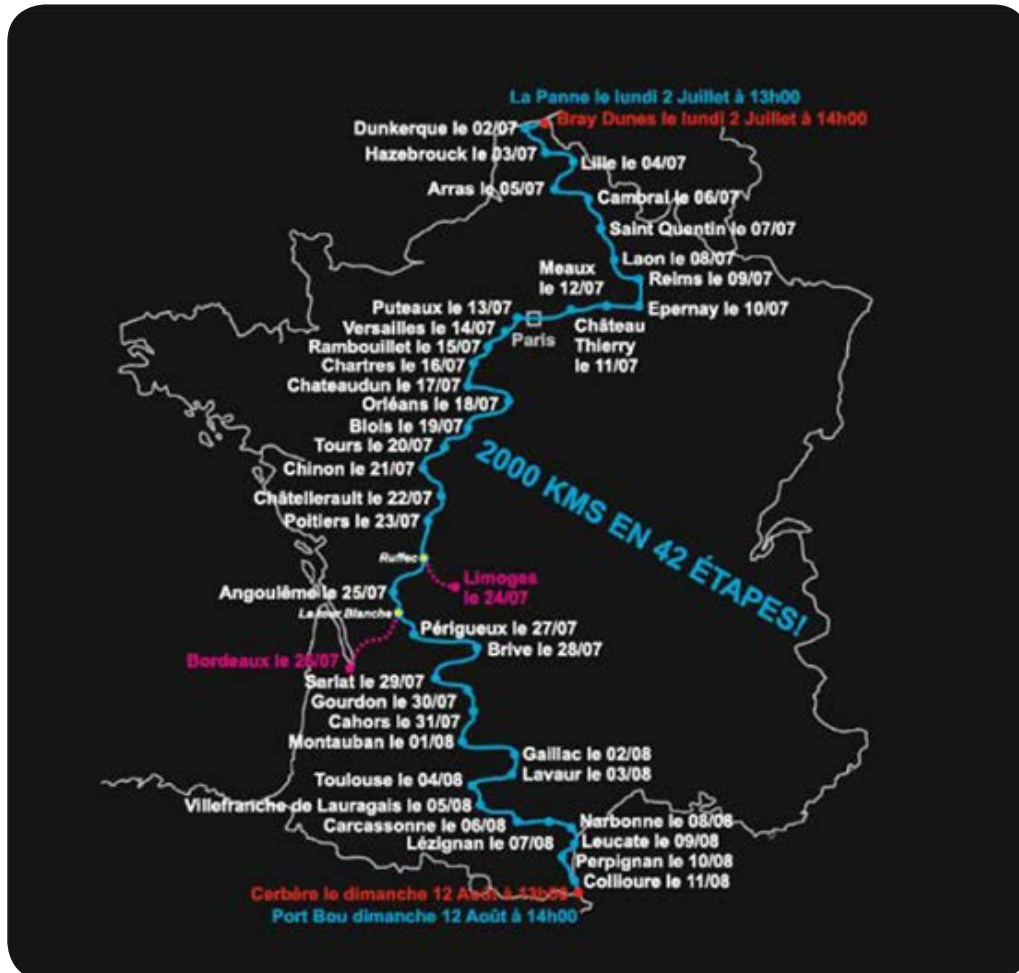 La Panne le lundi 2 Juillet à 13h00
Bray Dunes le lundi 2 Juillet à 14h00
Dunkerque le 02/07
Hazebrouck le 03/07
Lille le 04/07
Arras le 05/07
Cambrai le 06/07
Saint Quentin le 07/07
Laon le 08/07
Reims le 09/07
Epernay le 10/07
Château
Thierry
le 11/07
Meaux
le 12/07
Paris
Puteaux le 13/07
Versailles le 14/07
Rambouillet le 15/07
Chartres le 16/07
Chateaudun le 17/07
Orléans le 18/07
Blois le 19/07
Tours le 20/07
Chinon le 21/07
Châtellerault le 22/07
Poitiers le 23/07
2000 KMS EN 42 ÉTAPES!
Ruffec
Limoges
le 24/07
Angoulême le 25/07
La tour Blanche
Bordeaux le 26/07
Périgueux le 27/07
Brive le 28/07
Sarlat le 29/07
Gourdon le 30/07
Cahors le 31/07
Montauban le 01/08
Gaillac le 02/08
Lavaur le 03/08
Toulouse le 04/08
Villefranche de Lauragais le 05/08
Carcassonne le 06/08
Lézignan le 07/08
Narbonne le 08/08
Leucate le 09/08
Perpignan le 10/08
Collioure le 11/08
Cerbère le dimanche 12 Août à
Port Bou dimanche 12 Août à 14h00